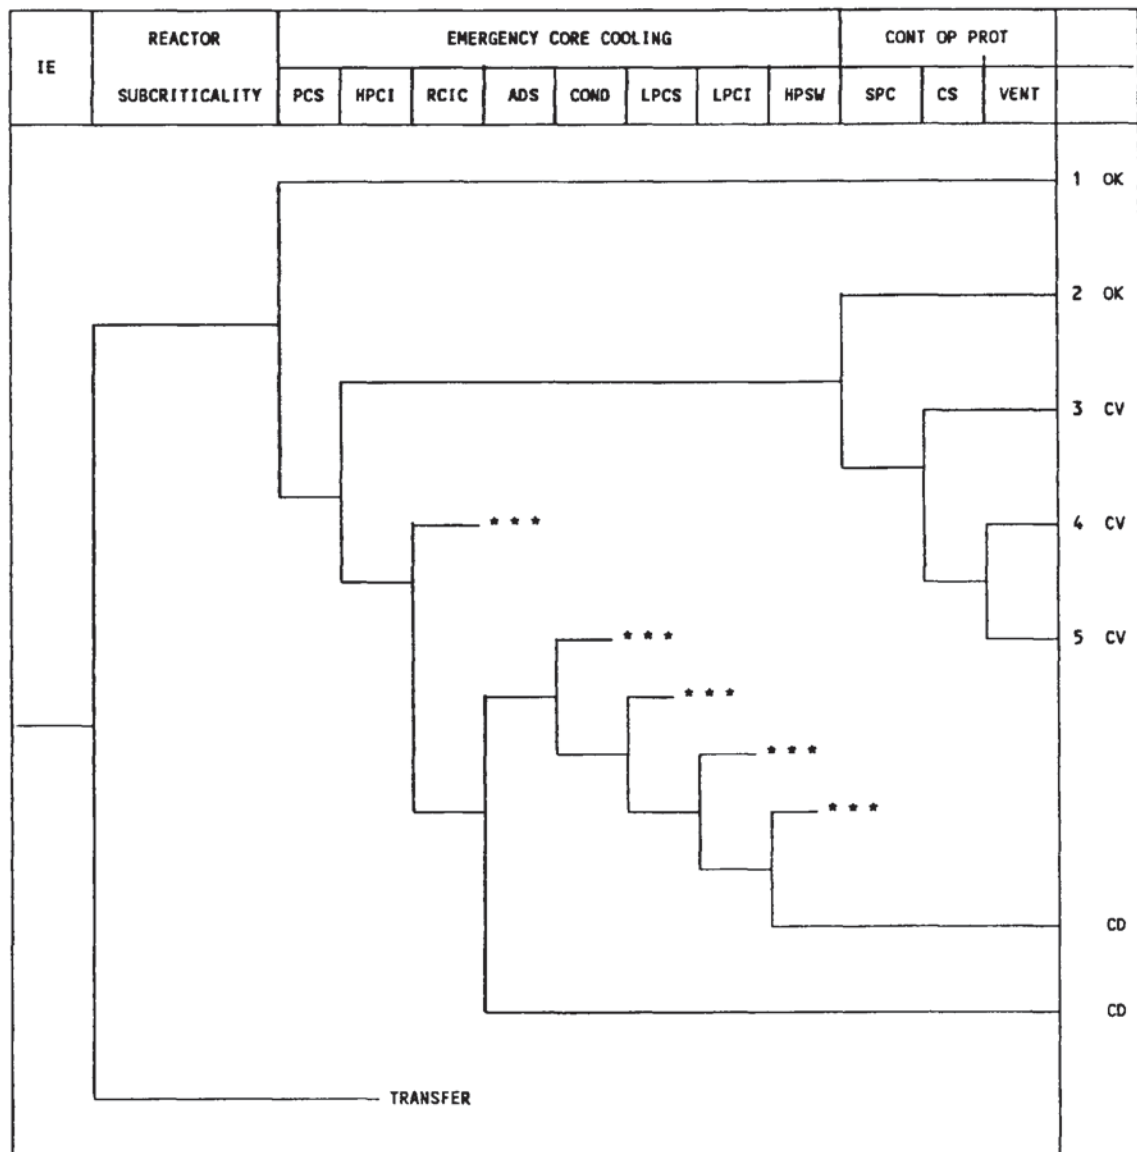 IE
REACTOR
SUBCRITICALITY
EMERGENCY CORE COOLING
CONT OP PROT
PCS HPCI RCIC ADS COND LPCS LPCI HPSW SPC CS VENT
1 OK
2 OK
3 CV
* * * 4 CV
* * * 5 CV
* * *
* * *
* * *
CD
CD
TRANSFER